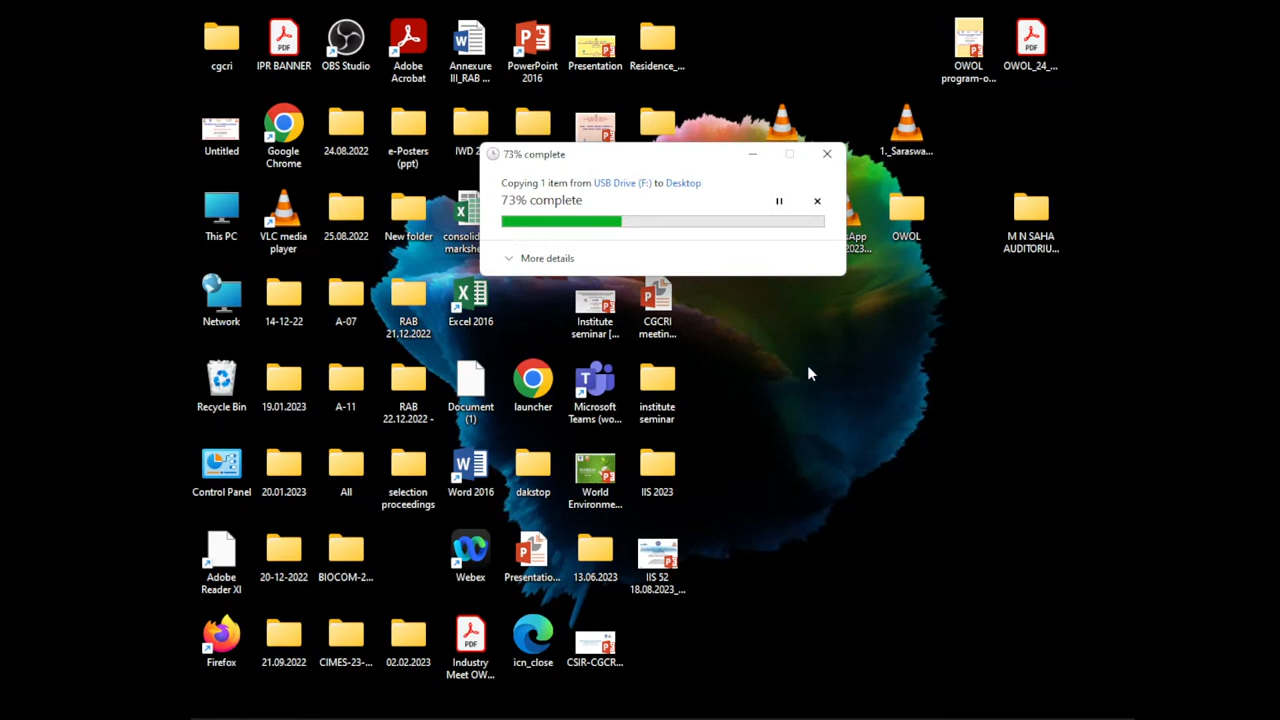 cgcri
IPR BANNER
OBS Studio
Adobe
Acrobat
Annexure
III_RAB ...
PowerPoint
2016
Presentation
Residence_...
OWOL
program-o...
OWOL_24_...
Untitled
Google
Chrome
24.08.2022
e-Posters
(ppt)
IWD 2
1._Saraswa...
73% complete
Copying 1 item from USB Drive (F:) to Desktop
73% complete
More details
This PC
VLC media
player
25.08.2022
New folder
consolid
markshe
OWOL
M N SAHA
AUDITORIU...
Network
14-12-22
A-07
RAB
21.12.2022
Excel 2016
Institute
seminar [...
CGCRI
meetin...
Recycle Bin
19.01.2023
A-11
RAB
22.12.2022 -
Document
(1)
launcher
Microsoft
Teams (wo...
institute
seminar
Control Panel
20.01.2023
All
selection
proceedings
Word 2016
dakstop
World
Environme...
IIS 2023
Adobe
Reader XI
20-12-2022
BIOCOM-2...
Webex
Presentatio...
13.06.2023
IIS 52
18.08.2023_...
Firefox
21.09.2022
CIMES-23-...
02.02.2023
Industry
Meet OW...
icn_close
CSIR-CGCR...